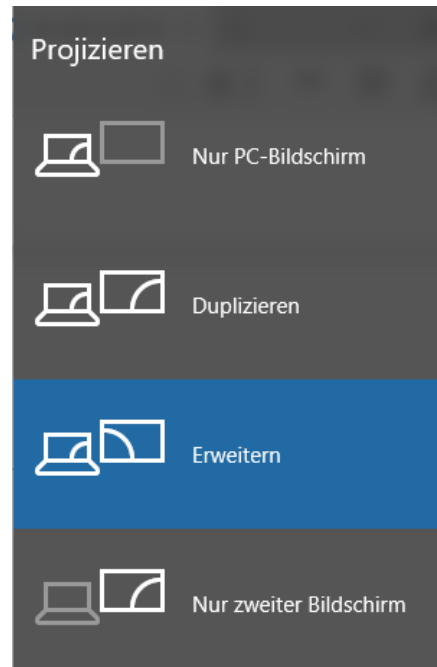 Projizieren
Nur PC-Bildschirm
Duplizieren
Erweitern
Nur zweiter Bildschirm